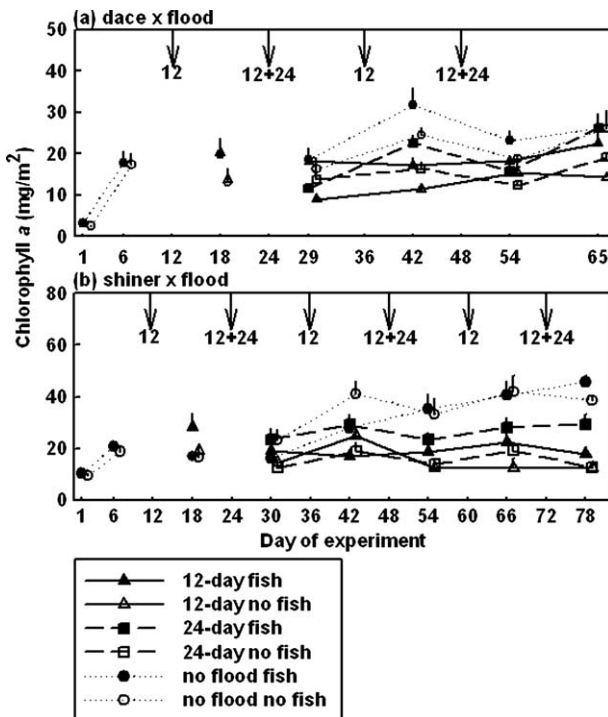 (a) dace x flood
50
40
30
20
10
0
12 12+24 12 12+24
1 6 12 18 24 29 36 42 48 54 65
Chlorophyll a (mg/m²)
(b) shiner x flood
80
60
40
20
0
12 12+24 12 12+24 12 12+24
1 6 12 18 24 30 36 42 48 54 60 66 72 78
Day of experiment
12-day fish
12-day no fish
24-day fish
24-day no fish
no flood fish
no flood no fish